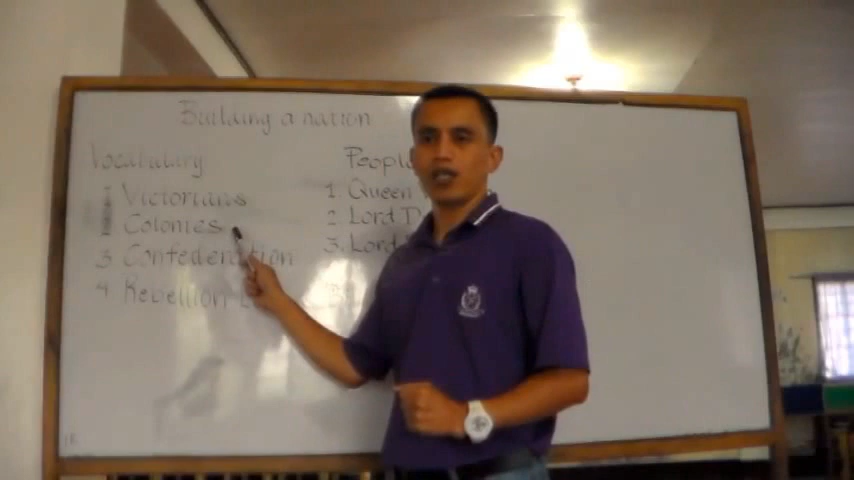 Building a nation
Vocabulary
1 Victorians
2 Colonies
3 Confederation
4 Rebellion
People
1. Queen
2 Lord D
3. Lord